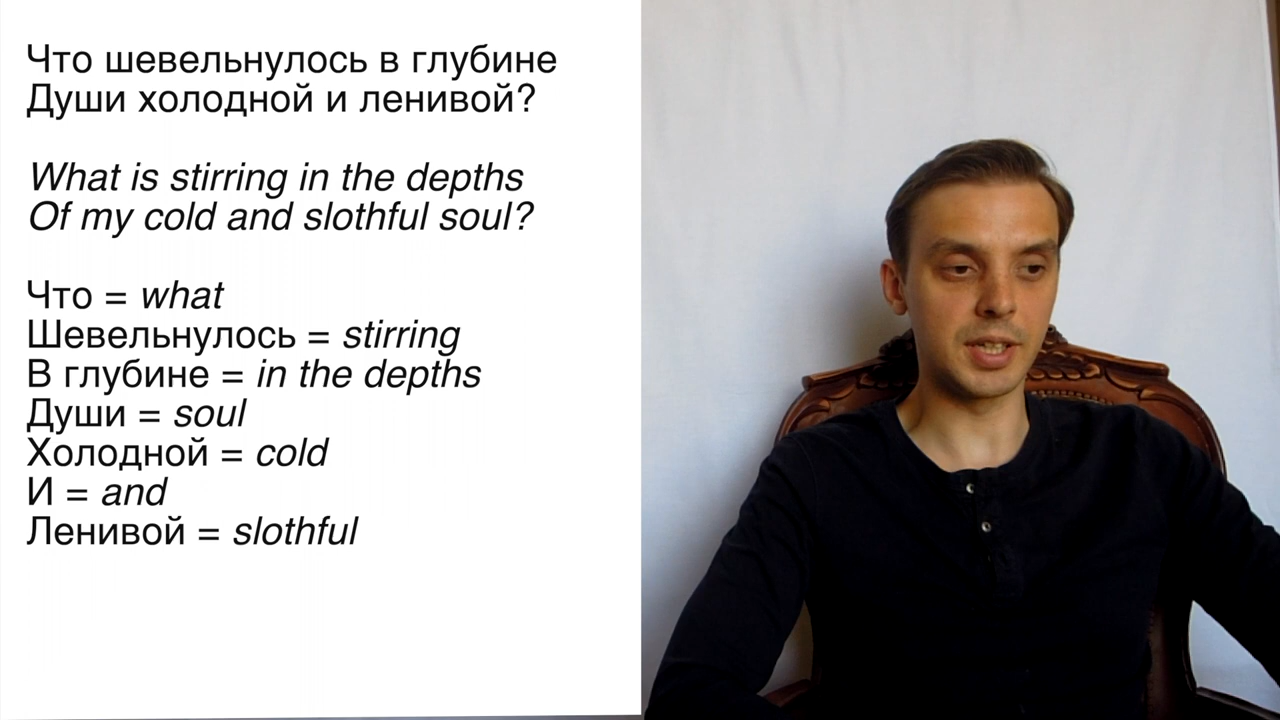 Что шевельнулось в глубине
Души холодной и ленивой?
What is stirring in the depths
Of my cold and slothful soul?
Что = what
Шевельнулось = stirring
В глубине = in the depths
Души = soul
Холодной = cold
И = and
Ленивой = slothful